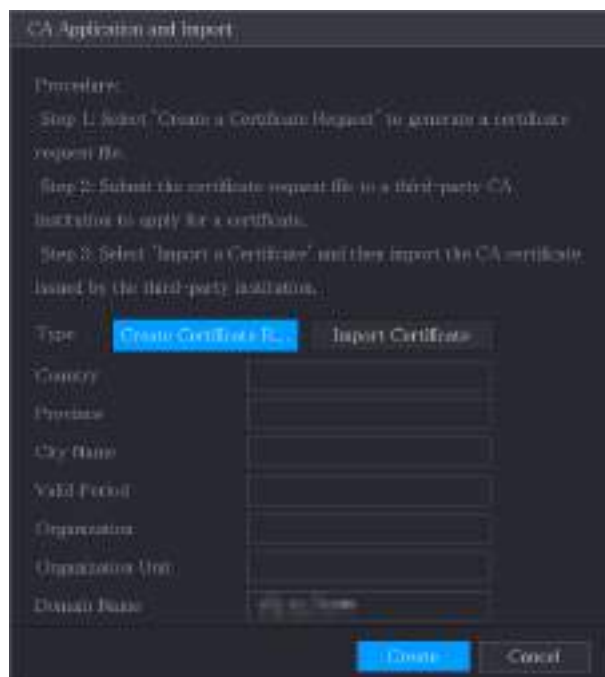 CA Application and Import
Procedure:
Step 1: Select "Create a Certificate Request" to generate a certificate
request file.
Step 2: Submit the certificate request file to a third-party CA
institution to apply for a certificate.
Step 3: Select "Import a Certificate" and then import the CA certificate
issued by the third-party institution.
Type Create Certificate R... Import Certificate
Country
Province
City Name
Valid Period
Organization
Organization Unit
Domain Name
Create Cancel